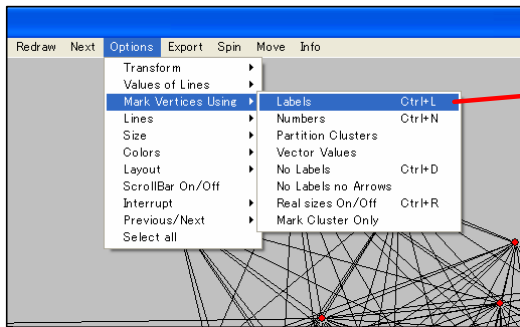 Redraw Next Options Export Spin Move Info
Transform
Values of Lines
Mark Vertices Using
Lines
Size
Colors
Layout
ScrollBar On/Off
Interrupt
Previous/Next
Select all
Labels Ctrl+L
Numbers Ctrl+N
Partition Clusters
Vector Values
No Labels Ctrl+D
No Labels no Arrows
Real sizes On/Off Ctrl+R
Mark Cluster Only